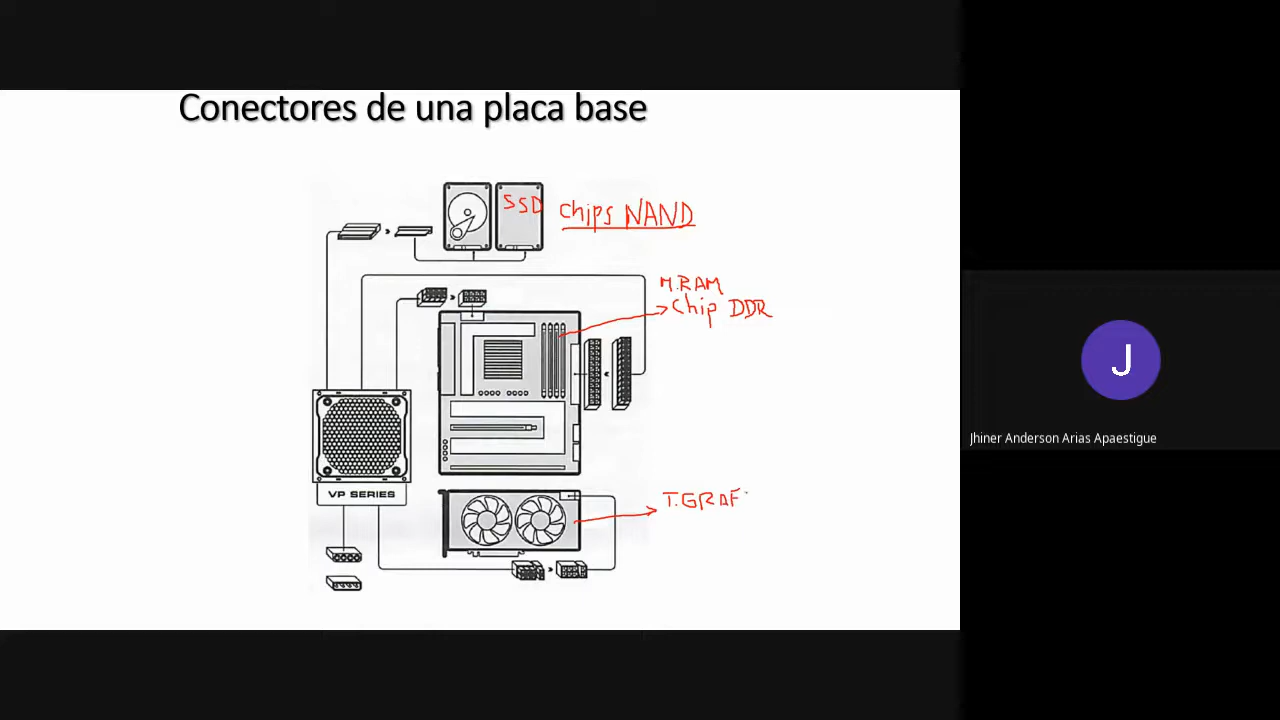 Conectores de una placa base
SSD
Chips NAND
M.RAM
Chip DDR
VP SERIES
T.GRAF
J
Jhiner Anderson Arias Apaestigue